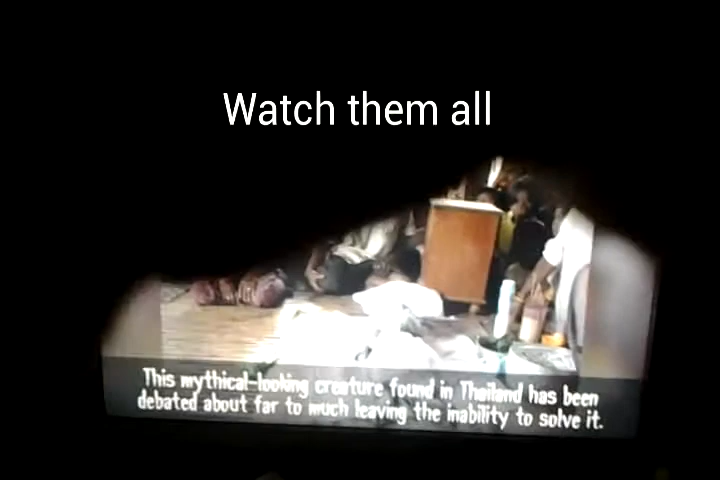 Watch them all
This mythical-looking creature found in Thailand has been
debated about far to much leaving the inability to solve it.